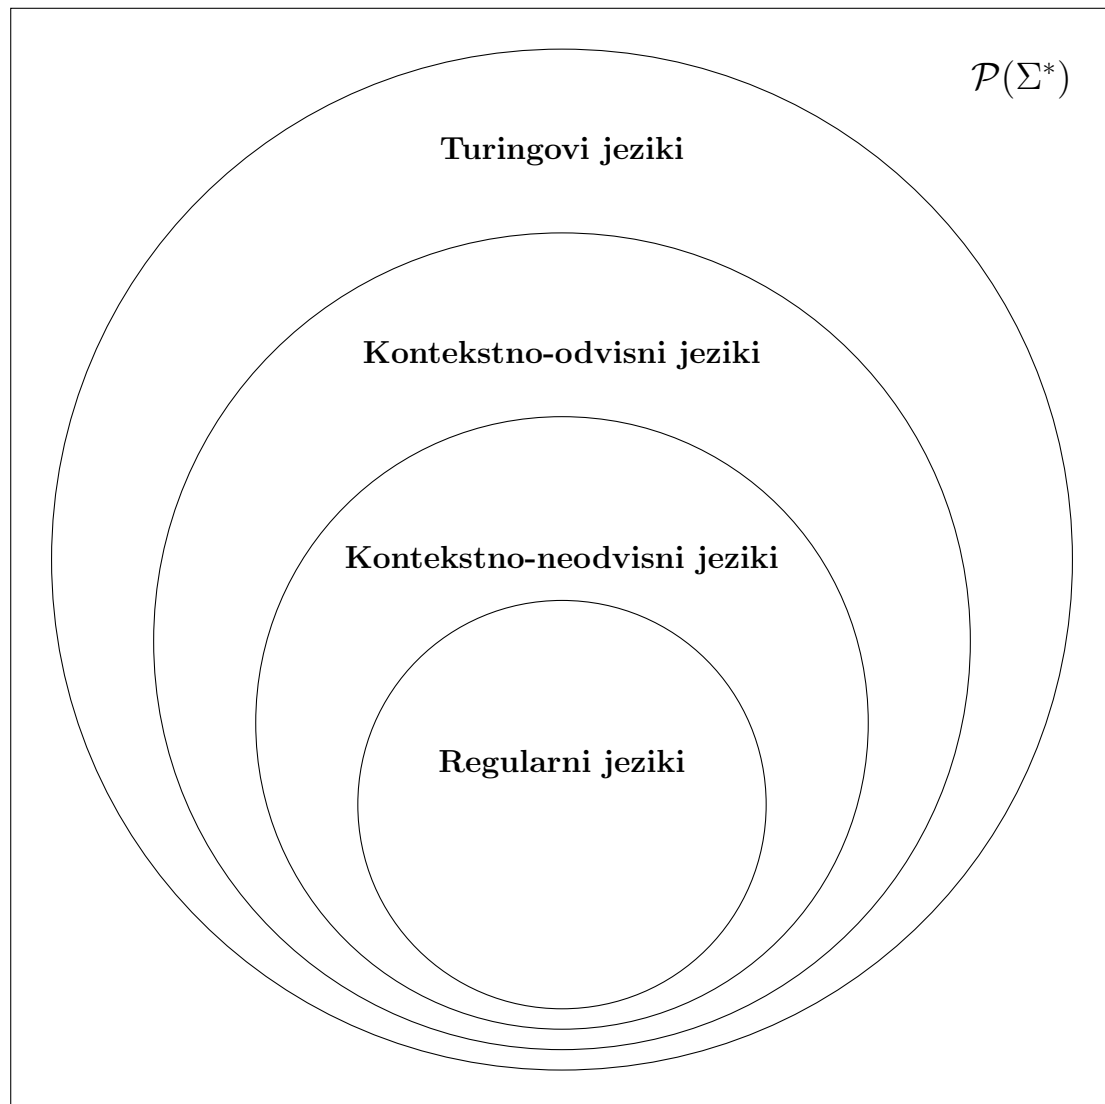 𝒫(Σ*)
Turingovi jeziki
Kontekstno-odvisni jeziki
Kontekstno-neodvisni jeziki
Regularni jeziki